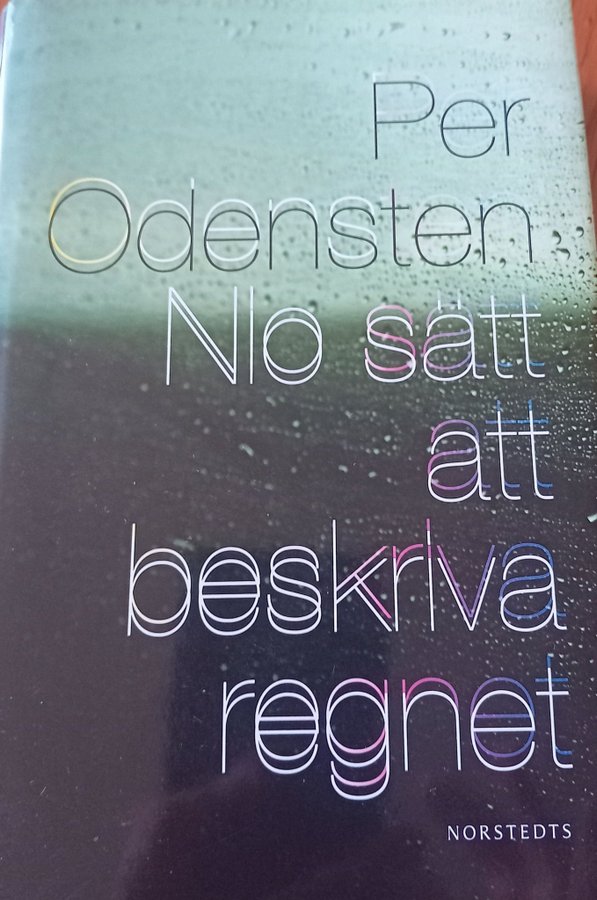 Per
Odensten
Nio sätt
att
beskriva
regnet
NORSTEDTS